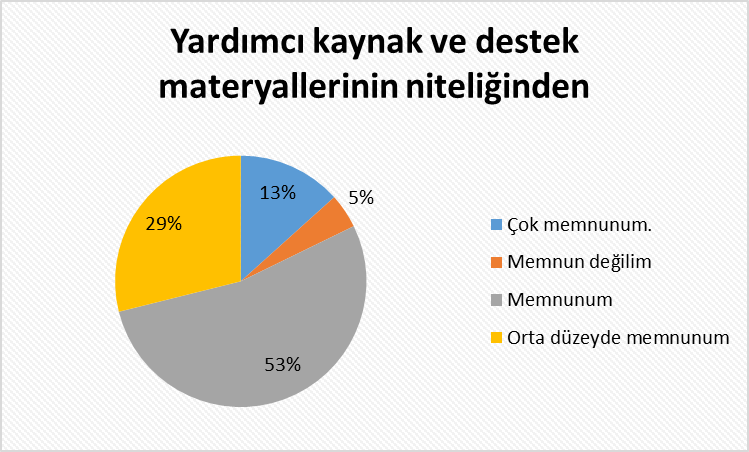 Yardımcı kaynak ve destek
materyallerinin niteliğinden
13%
5%
29%
53%
Çok memnunum.
Memnun değilim
Memnunum
Orta düzeyde memnunum